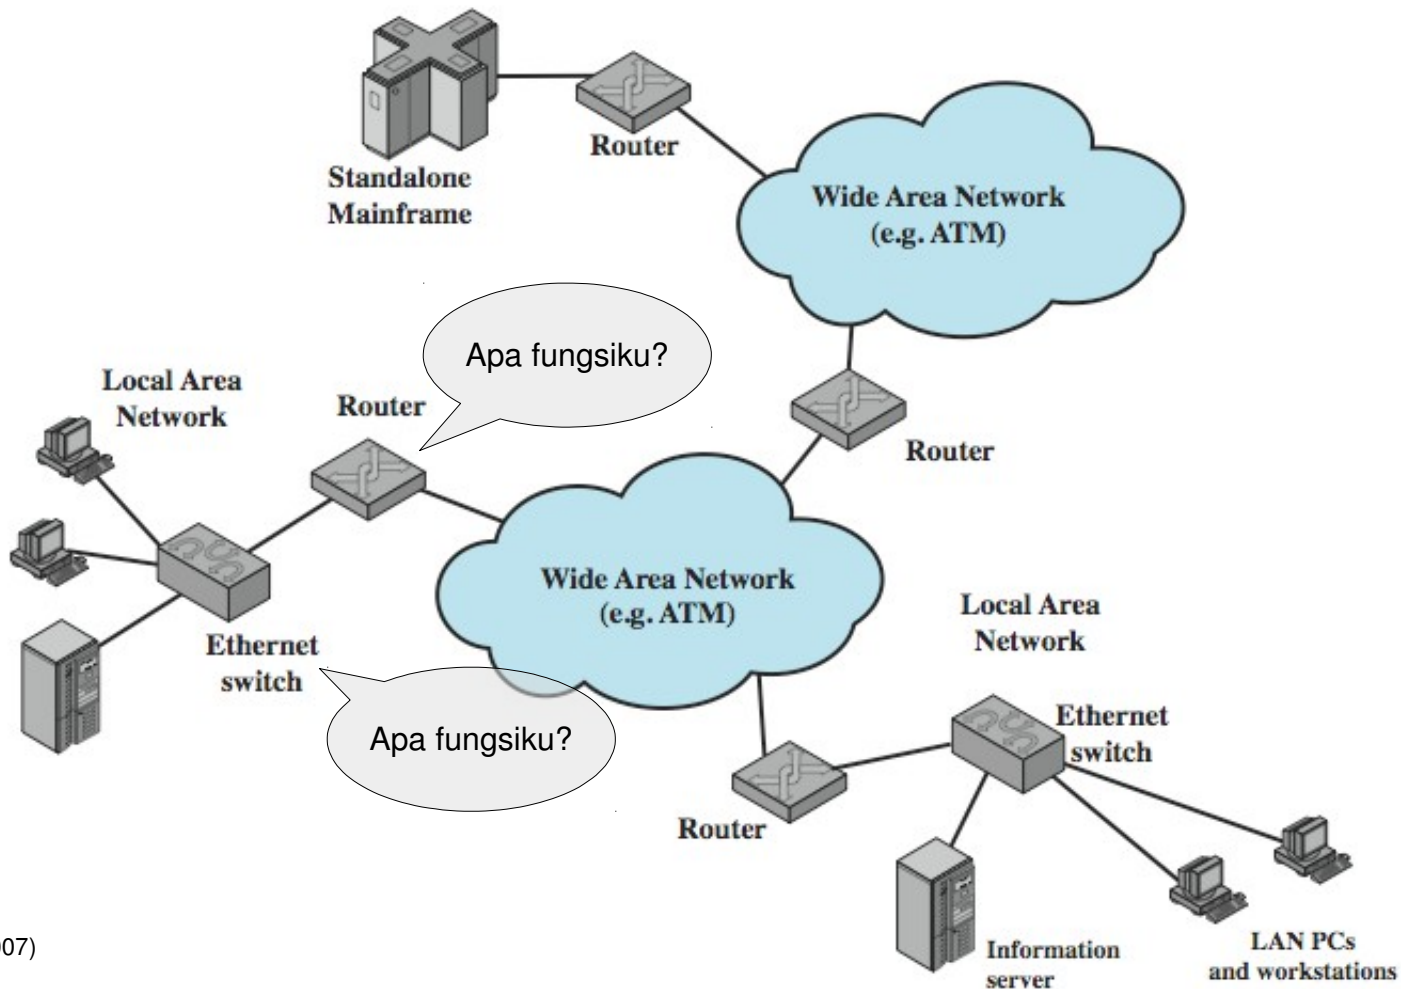 Standalone
Mainframe
Router
Wide Area Network
(e.g. ATM)
Apa fungsiku?
Local Area
Network
Router
Router
Wide Area Network
(e.g. ATM)
Ethernet
switch
Apa fungsiku?
Local Area
Network
Ethernet
switch
Router
Information
server
LAN PCs
and workstations
07)